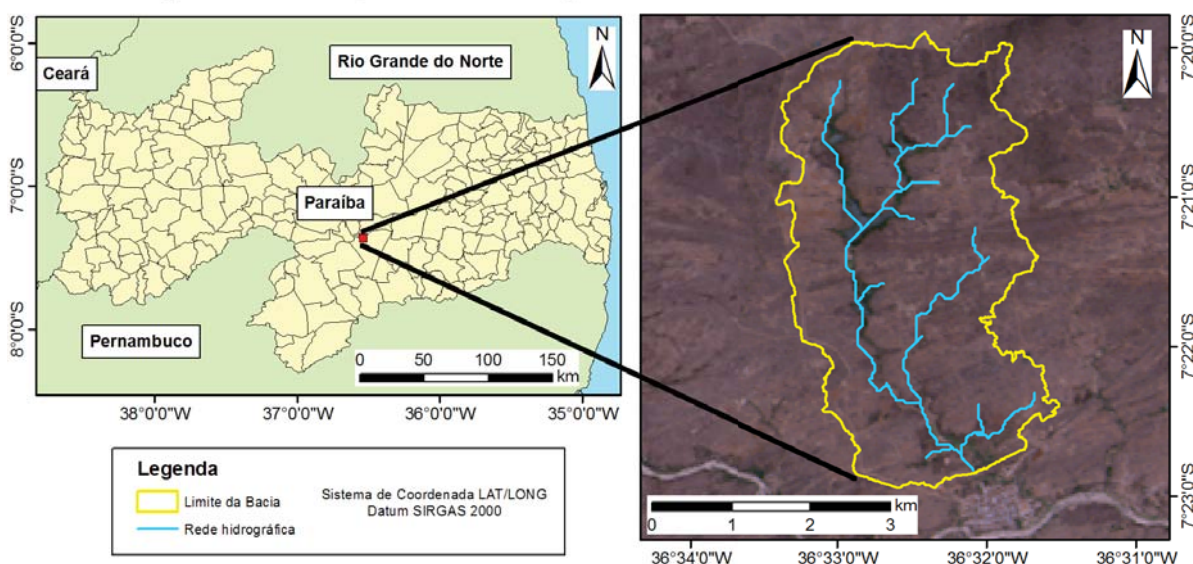 6°0'0"S
7°0'0"S
8°0'0"S
Ceará
Rio Grande do Norte
N
Paraíba
Pernambuco
0 50 100 150
km
38°0'0"W 37°0'0"W 36°0'0"W 35°0'0"W
Legenda
Limite da Bacia
Rede hidrográfica
Sistema de Coordenada LAT/LONG
Datum SIRGAS 2000
N
7°20'0"S
7°21'0"S
7°22'0"S
7°23'0"S
km
0 1 2 3
36°34'0"W 36°33'0"W 36°32'0"W 36°31'0"W